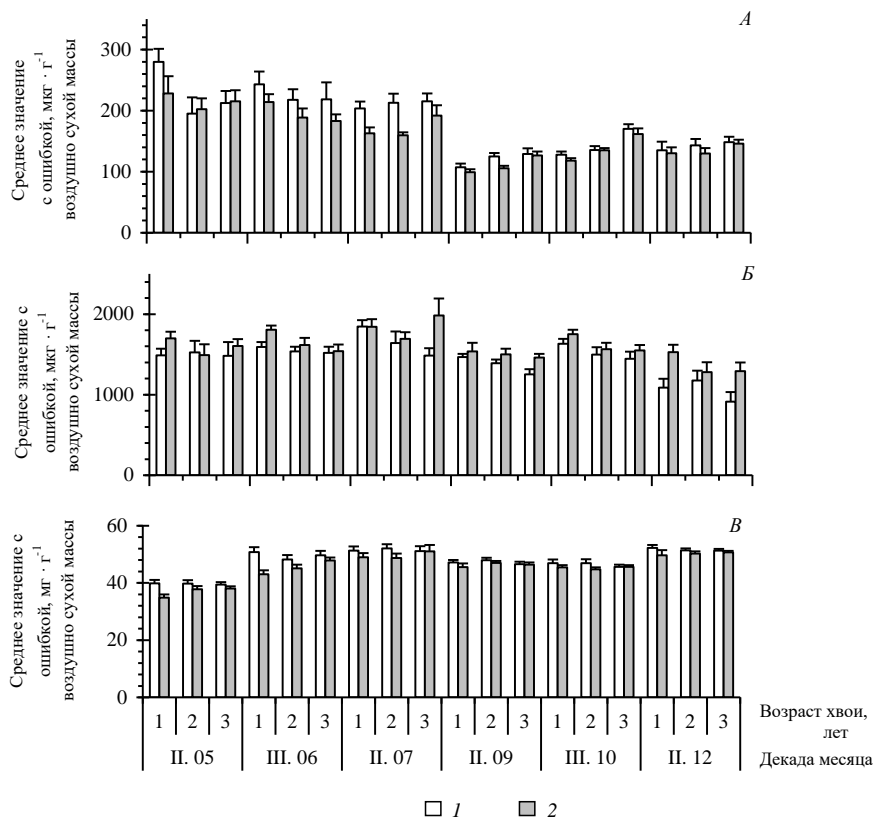 А
Среднее значение
с ошибкой, мкг · г-1
воздушно сухой массы
300
200
100
0
Б
Среднее значение с
ошибкой, мкг · г-1
воздушно сухой массы
2000
1000
0
В
Среднее значение с
ошибкой, мг · г-1
воздушно сухой массы
60
40
20
0
1 2 3 1 2 3 1 2 3 1 2 3 1 2 3 1 2 3
Возраст хвои,
лет
II. 05 III. 06 II. 07 II. 09 III. 10 II. 12
Декада месяца
1 2